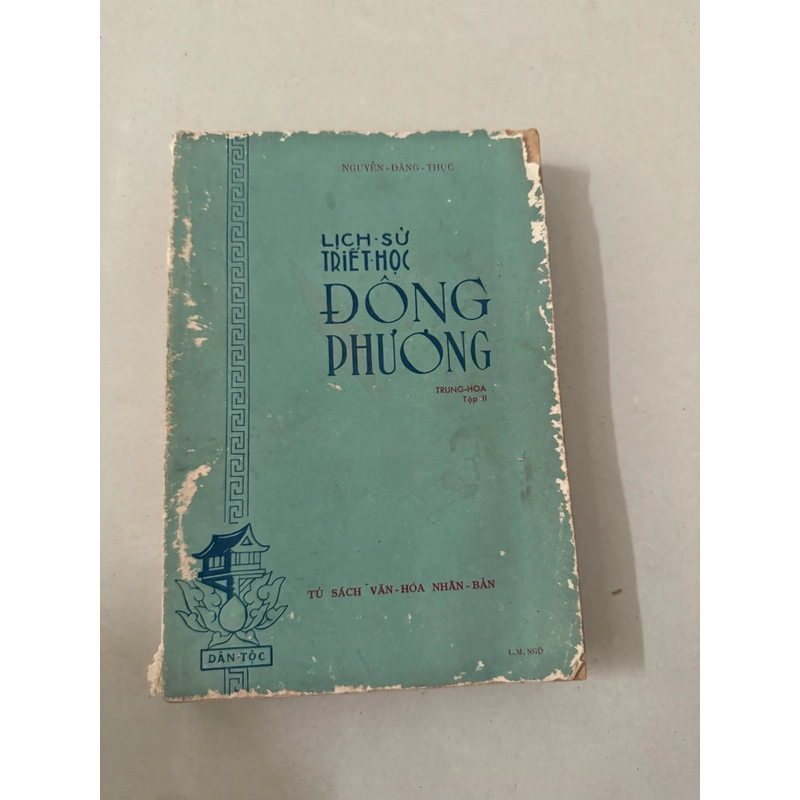 NGUYỄN-ĐĂNG-THỤC
LỊCH·SỬ
TRIẾT·HỌC
ĐÔNG
PHƯƠNG
TRUNG-HOA
Tập II
TỦ SÁCH VĂN-HÓA NHÂN-BẢN
DÂN-TỘC
L.M. NGỮ